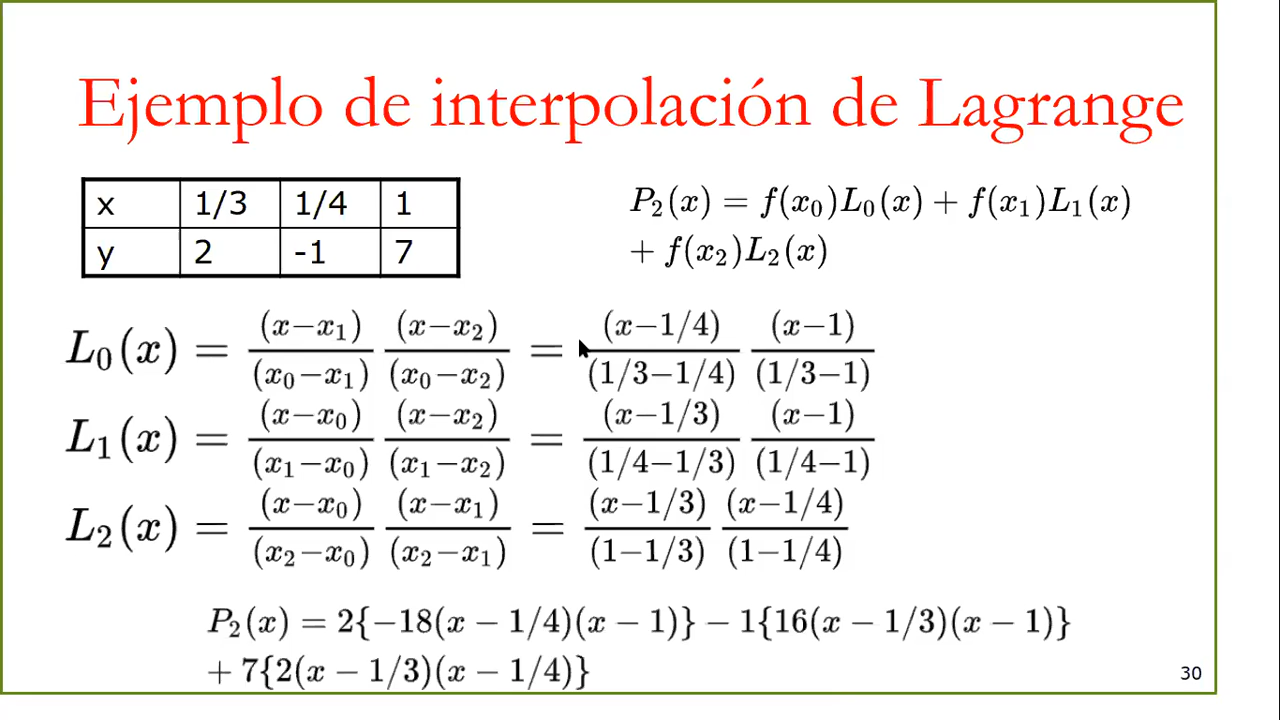 Ejemplo de interpolación de Lagrange
x 1/3 1/4 1
y 2 -1 7
P₂(x) = f(x₀)L₀(x) + f(x₁)L₁(x)
+ f(x₂)L₂(x)
L₀(x) = (x−x₁)/(x₀−x₁) (x−x₂)/(x₀−x₂) = (x−1/4)/(1/3−1/4) (x−1)/(1/3−1)
L₁(x) = (x−x₀)/(x₁−x₀) (x−x₂)/(x₁−x₂) = (x−1/3)/(1/4−1/3) (x−1)/(1/4−1)
L₂(x) = (x−x₀)/(x₂−x₀) (x−x₁)/(x₂−x₁) = (x−1/3)/(1−1/3) (x−1/4)/(1−1/4)
P₂(x) = 2{−18(x − 1/4)(x − 1)} − 1{16(x − 1/3)(x − 1)}
+ 7{2(x − 1/3)(x − 1/4)}
30